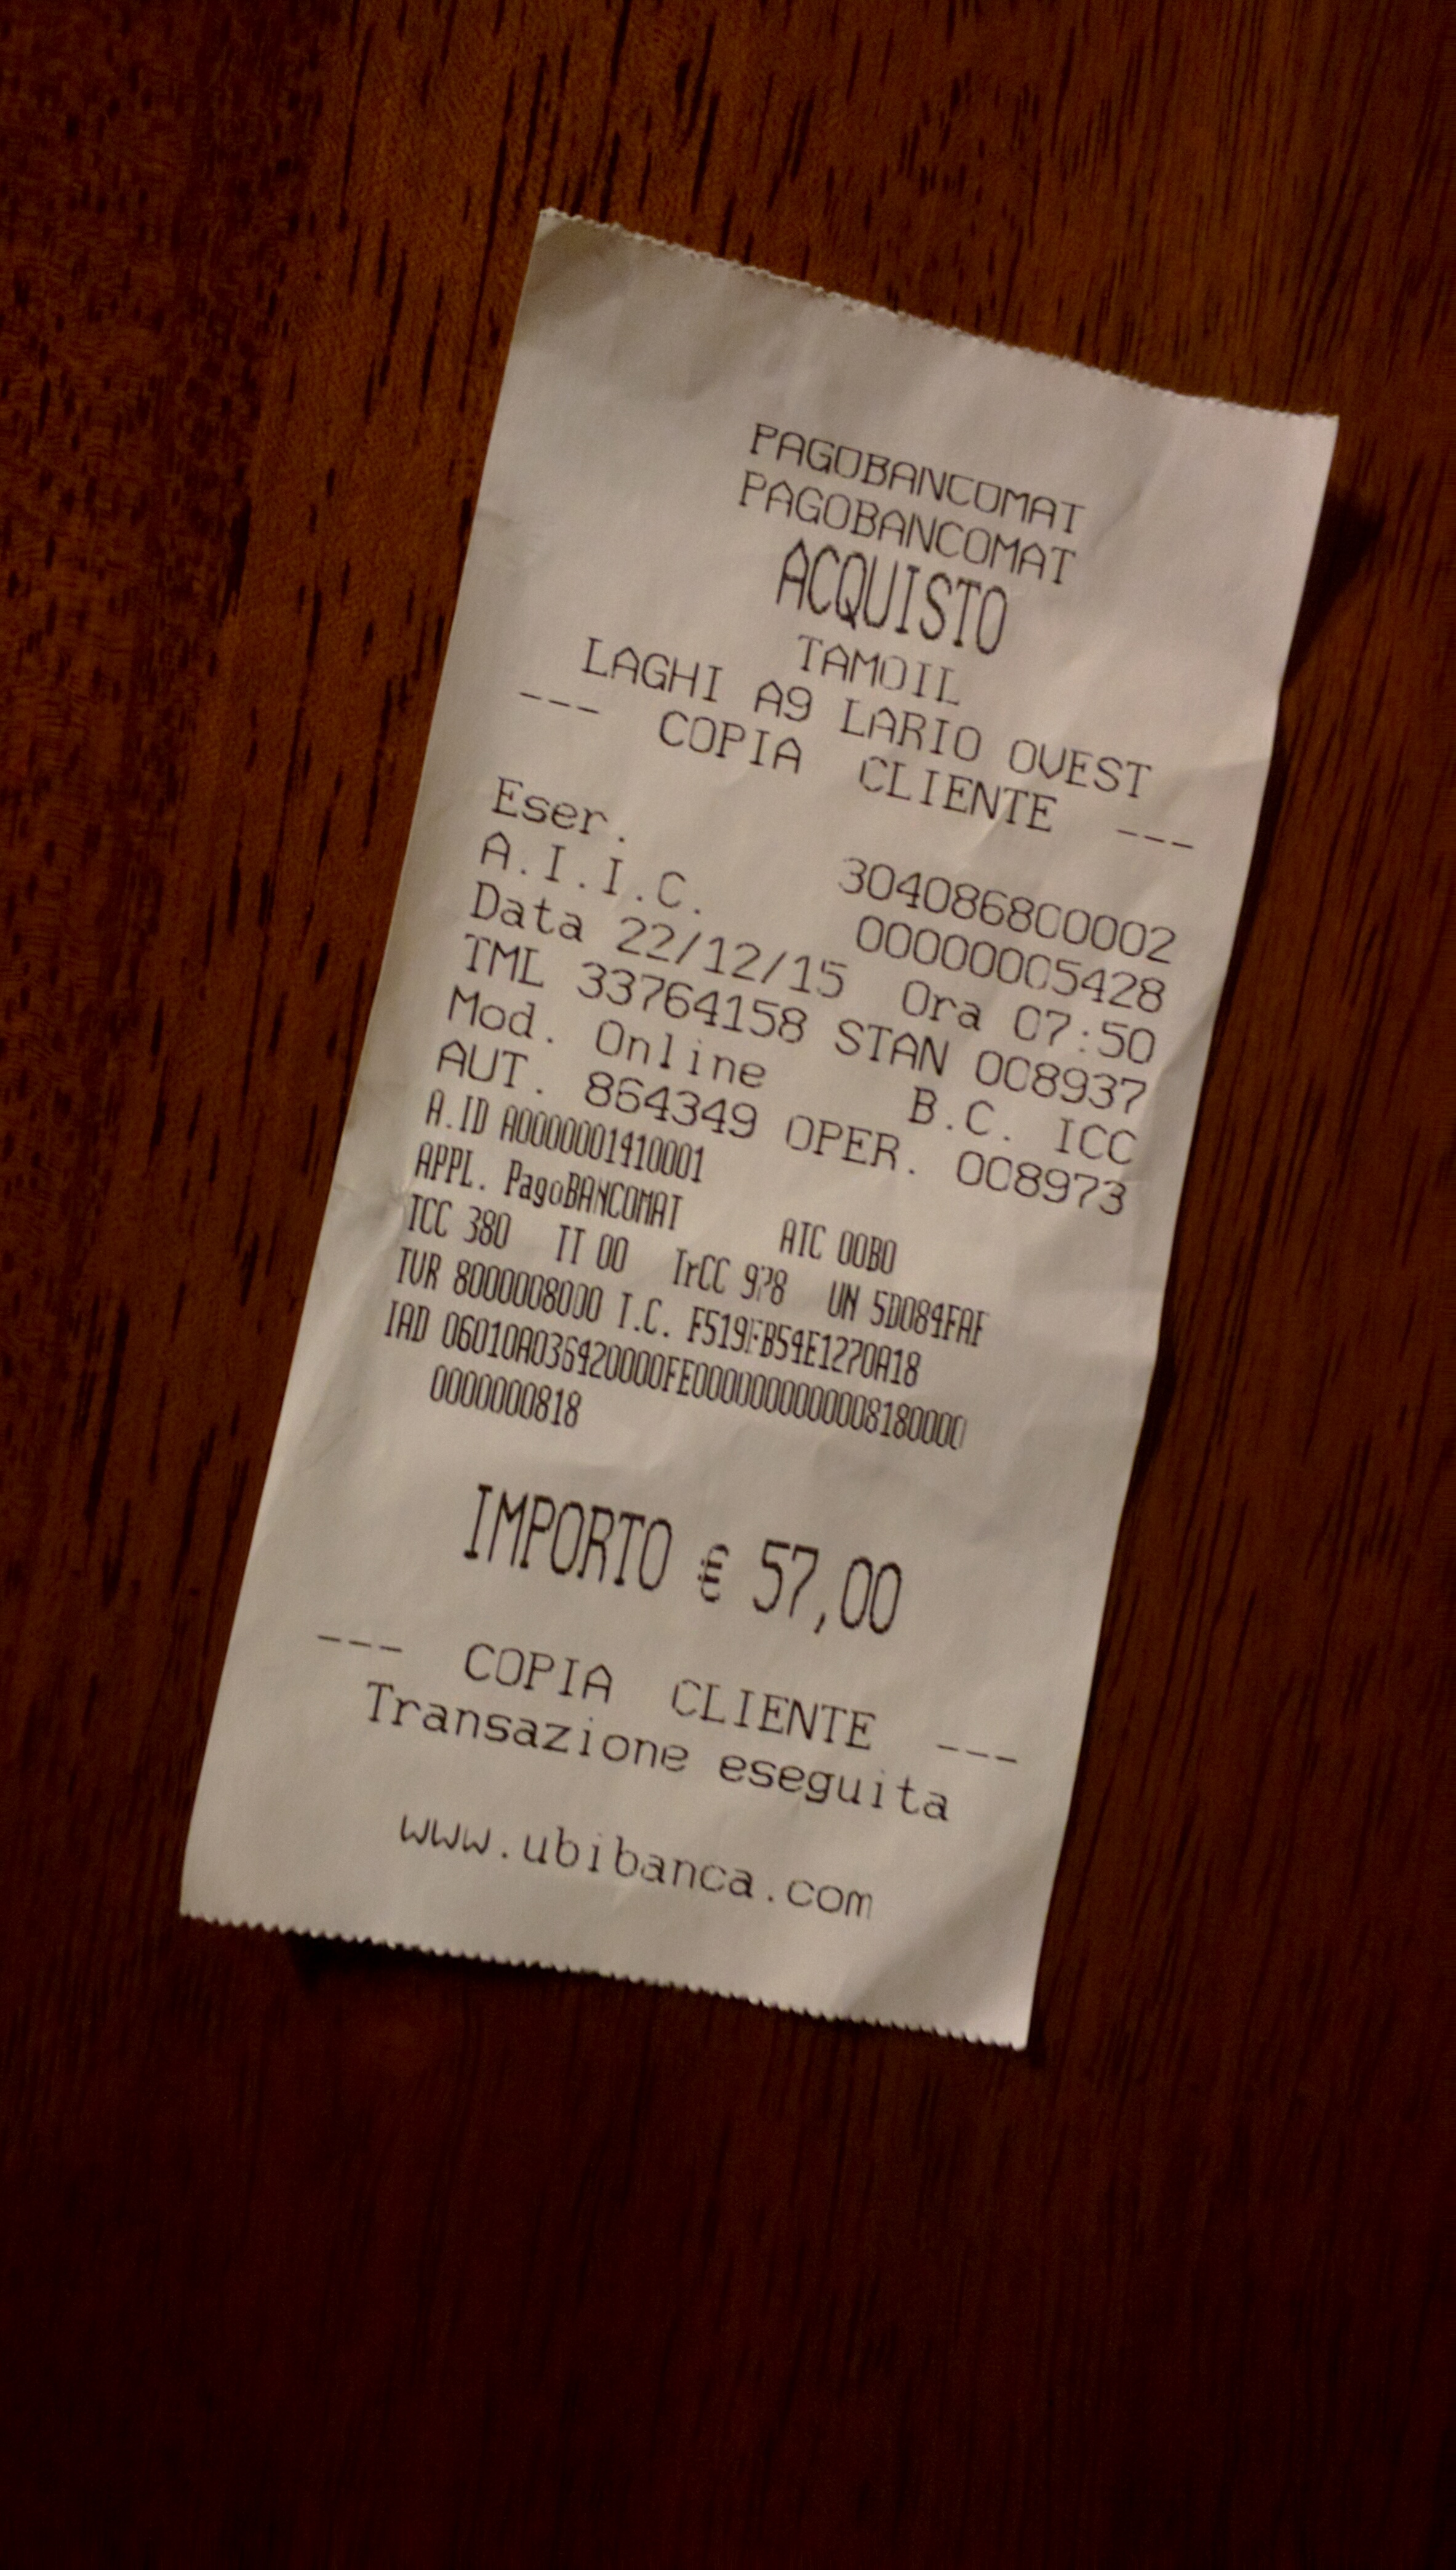 PAGOBANCOMAT
PAGOBANCOMAT
ACQUISTO
TAMOIL
LAGHI A9 LARIO OVEST
--- COPIA CLIENTE ---
Eser. 304086800002
A.I.I.C. 00000005428
Data 22/12/15 Ora 07:50
TML 33764158 STAN 008937
Mod. Online B.C. ICC
AUT. 864349 OPER. 008973
A.ID A0000001410001
APPL. PagoBANCOMAT ATC 00B0
ICC 380 TT 00 TrCC 978 UN 5D084FAF
TVR 8000008000 T.C. F519FB54E1270A18
IAD 06010A03642000
0000000818
IMPORTO € 57,00
--- COPIA CLIENTE ---
Transazione eseguita
www.ubibanca.com